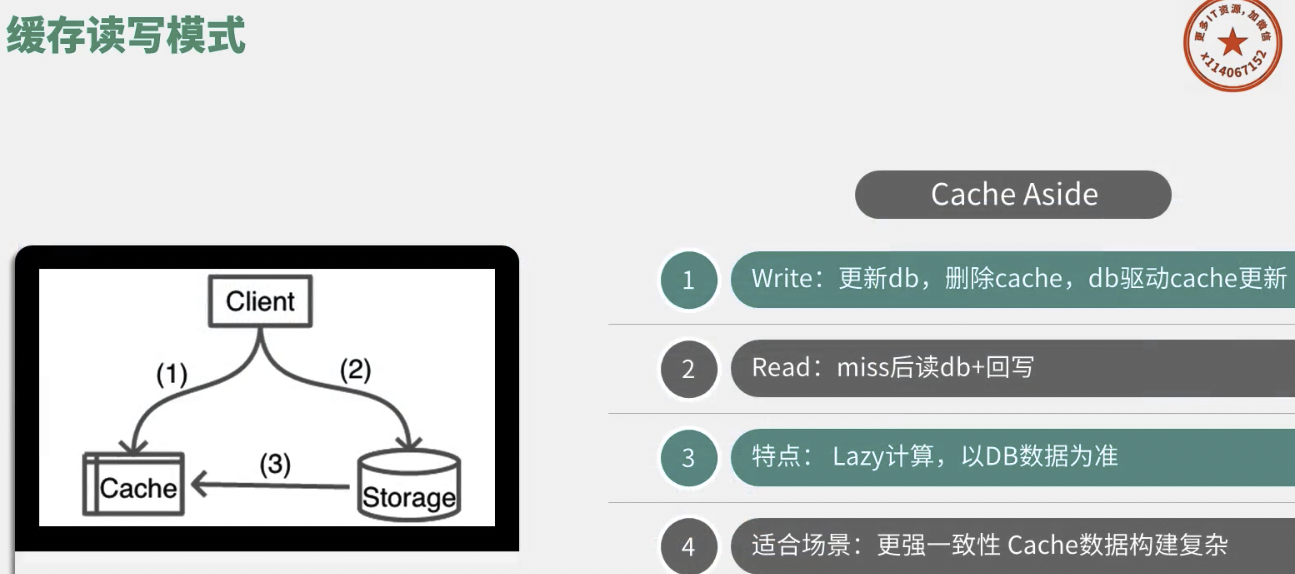 缓存读写模式
更多IT资源,加微信
x114067152
Cache Aside
Client
(1)
(2)
(3)
Cache
Storage
1 Write:更新db,删除cache,db驱动cache更新
2 Read:miss后读db+回写
3 特点: Lazy计算,以DB数据为准
4 适合场景:更强一致性 Cache数据构建复杂